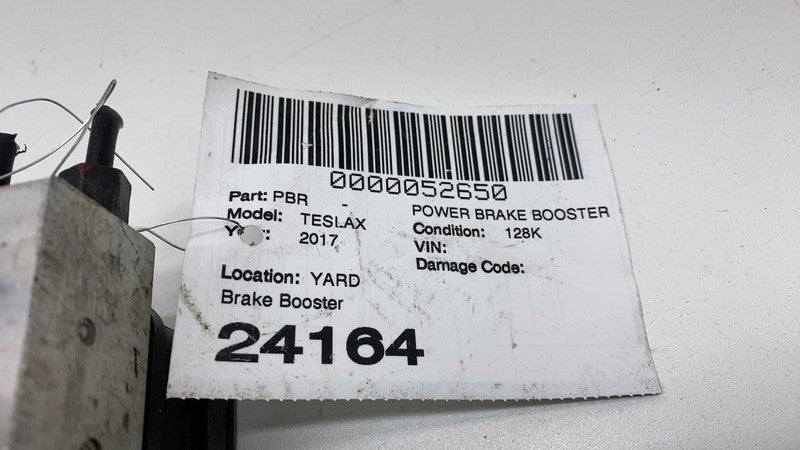 0000052650
Part: PBR - POWER BRAKE BOOSTER
Model: TESLAX Condition: 128K
2017 VIN:
Damage Code:
Location: YARD
Brake Booster
24164